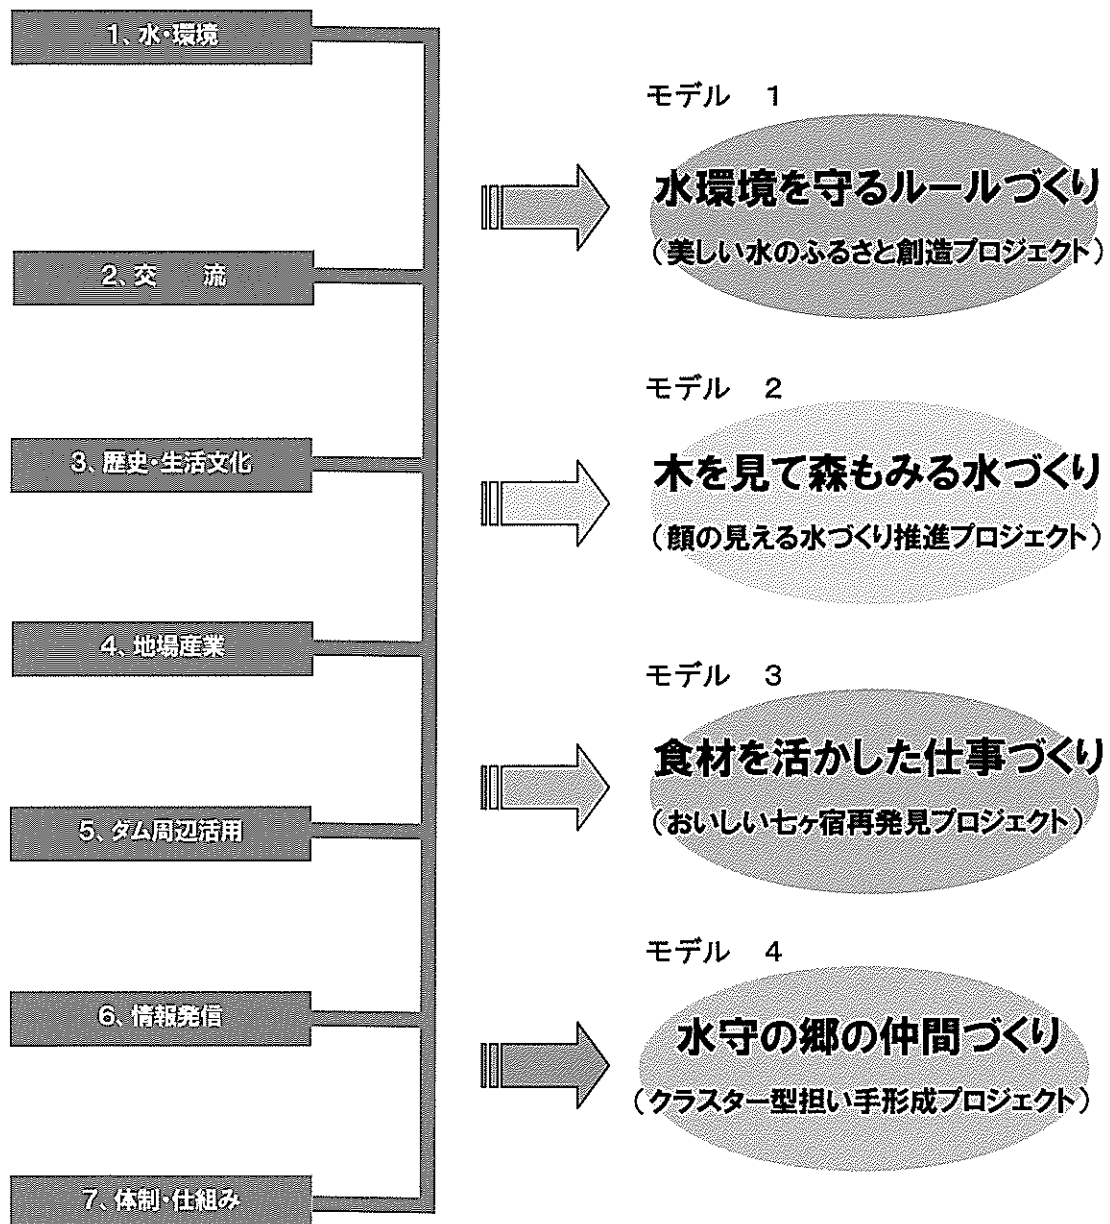 1、水・環境
2、交　流
3、歴史・生活文化
4、地場産業
5、ダム周辺活用
6、情報発信
7、体制・仕組み
モデル　1
水環境を守るルールづくり
（美しい水のふるさと創造プロジェクト）
モデル　2
木を見て森もみる水づくり
（顔の見える水づくり推進プロジェクト）
モデル　3
食材を活かした仕事づくり
（おいしい七ヶ宿再発見プロジェクト）
モデル　4
水守の郷の仲間づくり
（クラスター型担い手形成プロジェクト）